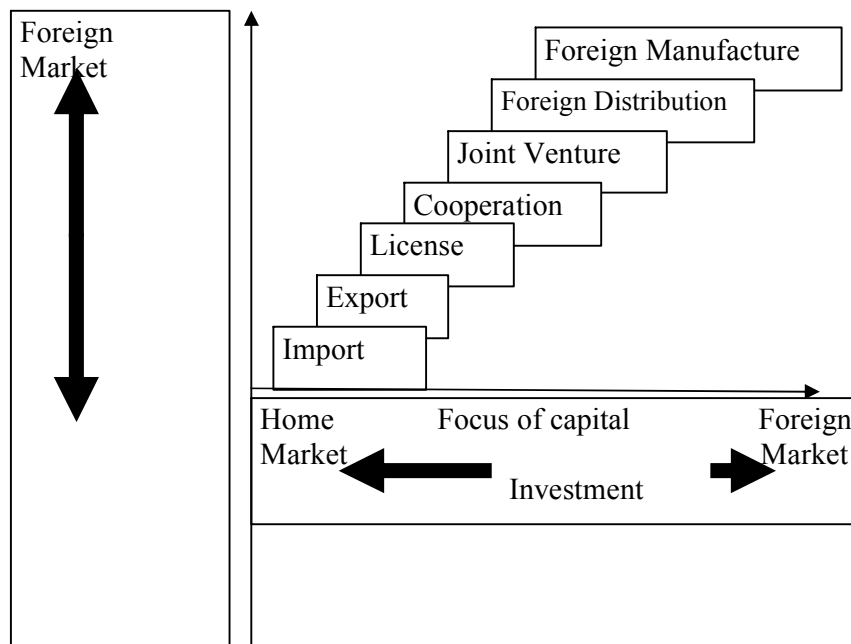 Foreign
Market
Foreign Manufacture
Foreign Distribution
Joint Venture
Cooperation
License
Export
Import
Home
Market
Focus of capital
Investment
Foreign
Market